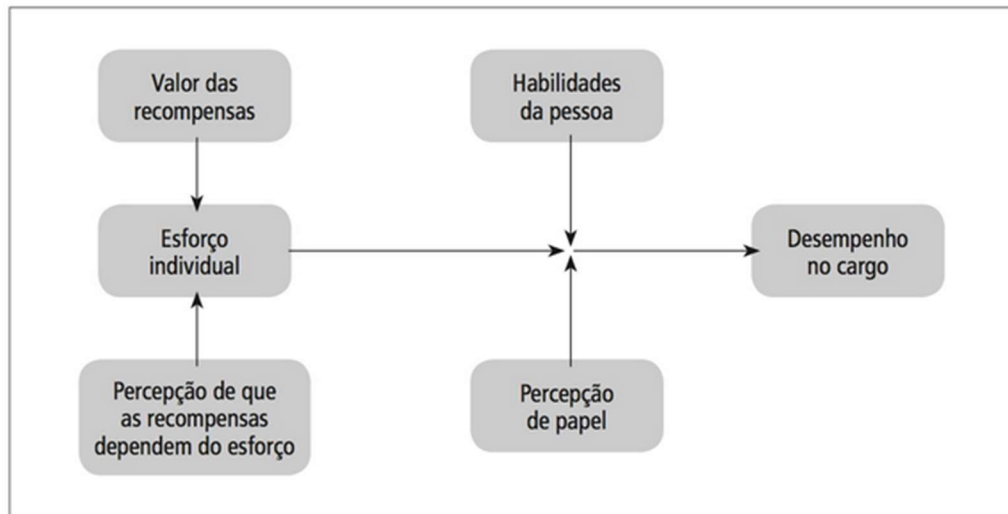 Valor das
recompensas
Habilidades
da pessoa
Esforço
individual
Desempenho
no cargo
Percepção de que
as recompensas
dependem do esforço
Percepção
de papel